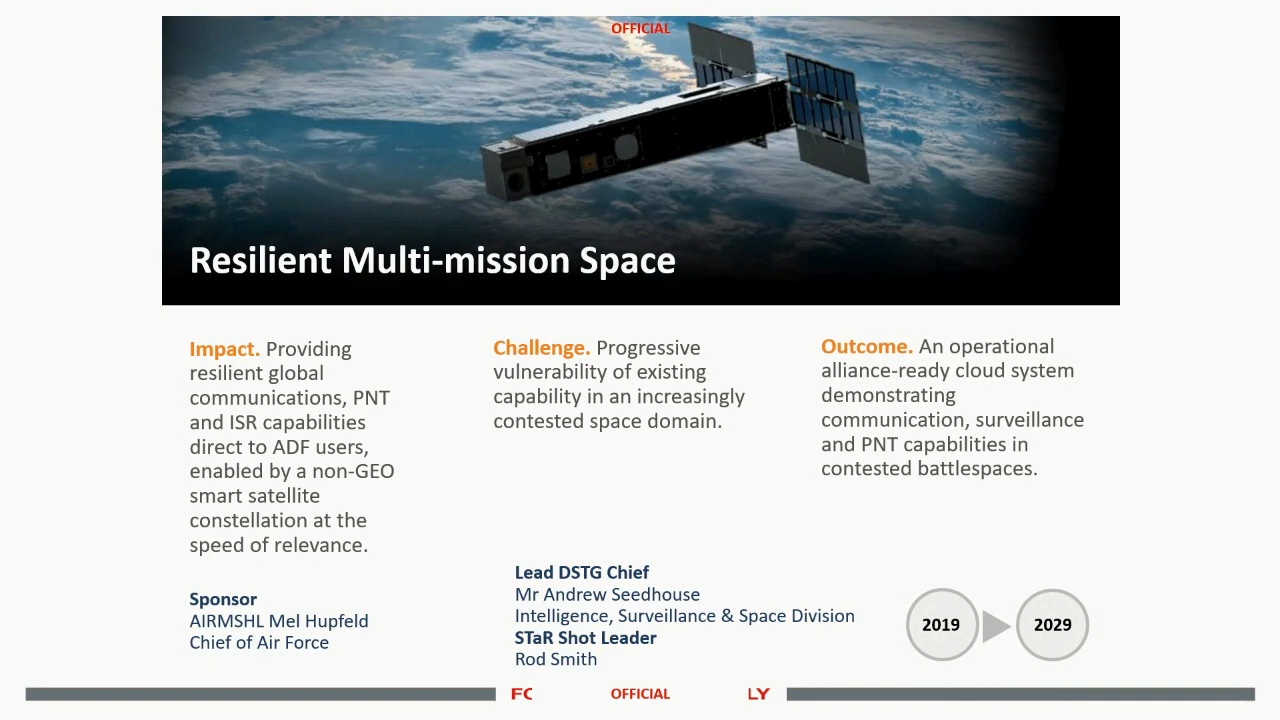 OFFICIAL
Resilient Multi-mission Space
Impact. Providing
resilient global
communications, PNT
and ISR capabilities
direct to ADF users,
enabled by a non-GEO
smart satellite
constellation at the
speed of relevance.
Challenge. Progressive
vulnerability of existing
capability in an increasingly
contested space domain.
Outcome. An operational
alliance-ready cloud system
demonstrating
communication, surveillance
and PNT capabilities in
contested battlespaces.
Sponsor
AIRMSHL Mel Hupfeld
Chief of Air Force
Lead DSTG Chief
Mr Andrew Seedhouse
Intelligence, Surveillance & Space Division
STaR Shot Leader
Rod Smith
2019
2029
OFFICIAL
LY